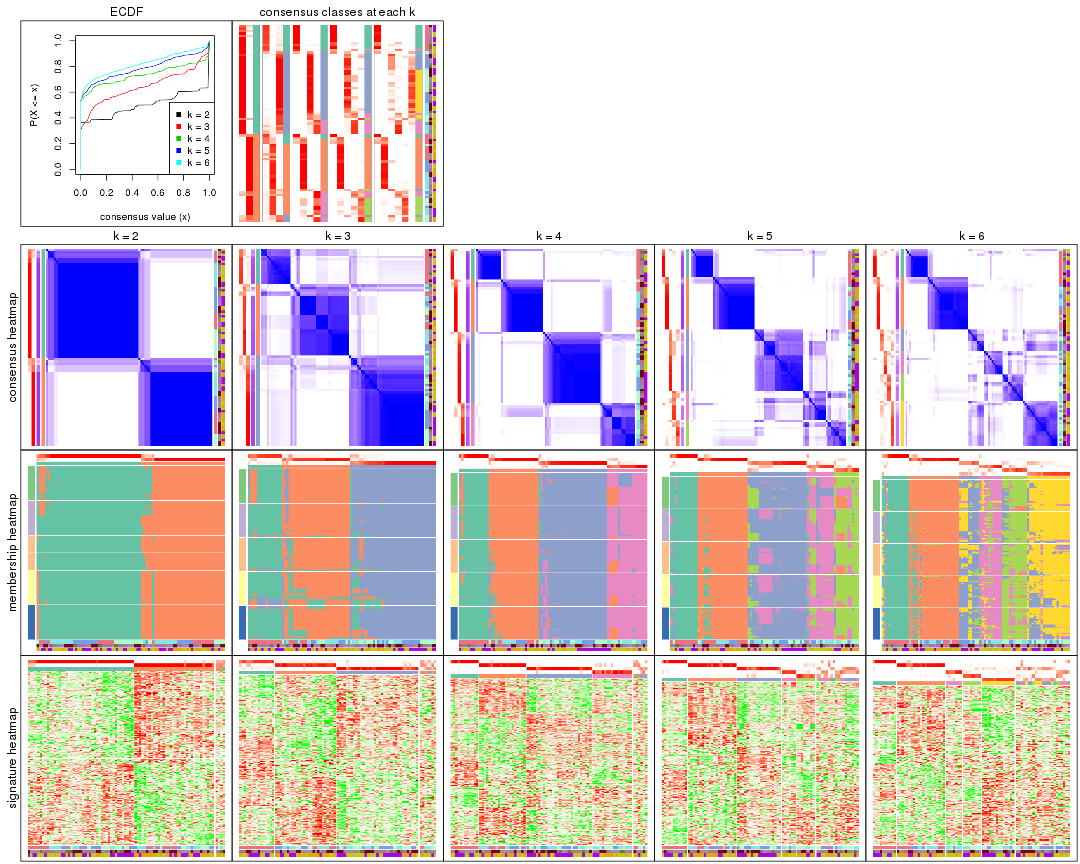 ECDF
consensus classes at each k
P(X <= x)
0.0 0.2 0.4 0.6 0.8 1.0
k = 2
k = 3
k = 4
k = 5
k = 6
0.0 0.2 0.4 0.6 0.8 1.0
consensus value (x)
k = 2 k = 3 k = 4 k = 5 k = 6
consensus heatmap
membership heatmap
signature heatmap